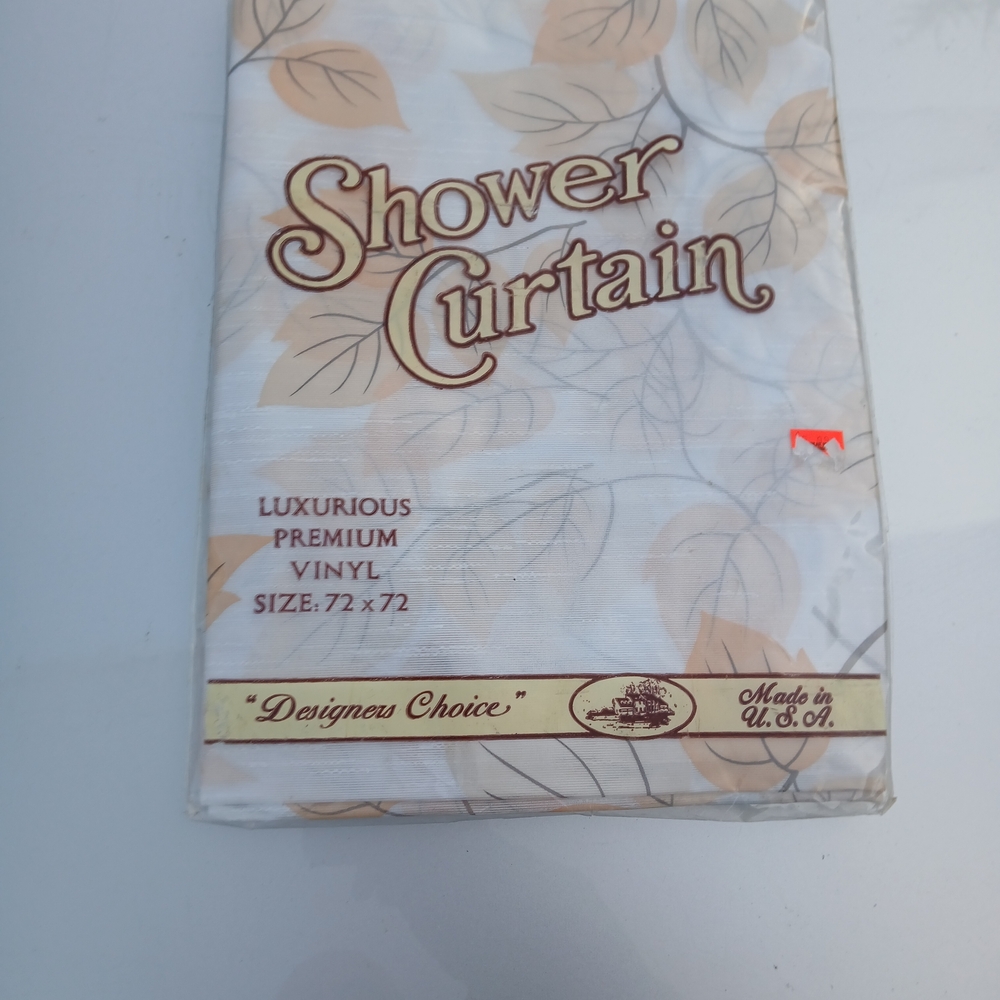 Shower
Curtain
LUXURIOUS
PREMIUM
VINYL
SIZE: 72 x 72
"Designers Choice"
Made in
U.S.A.